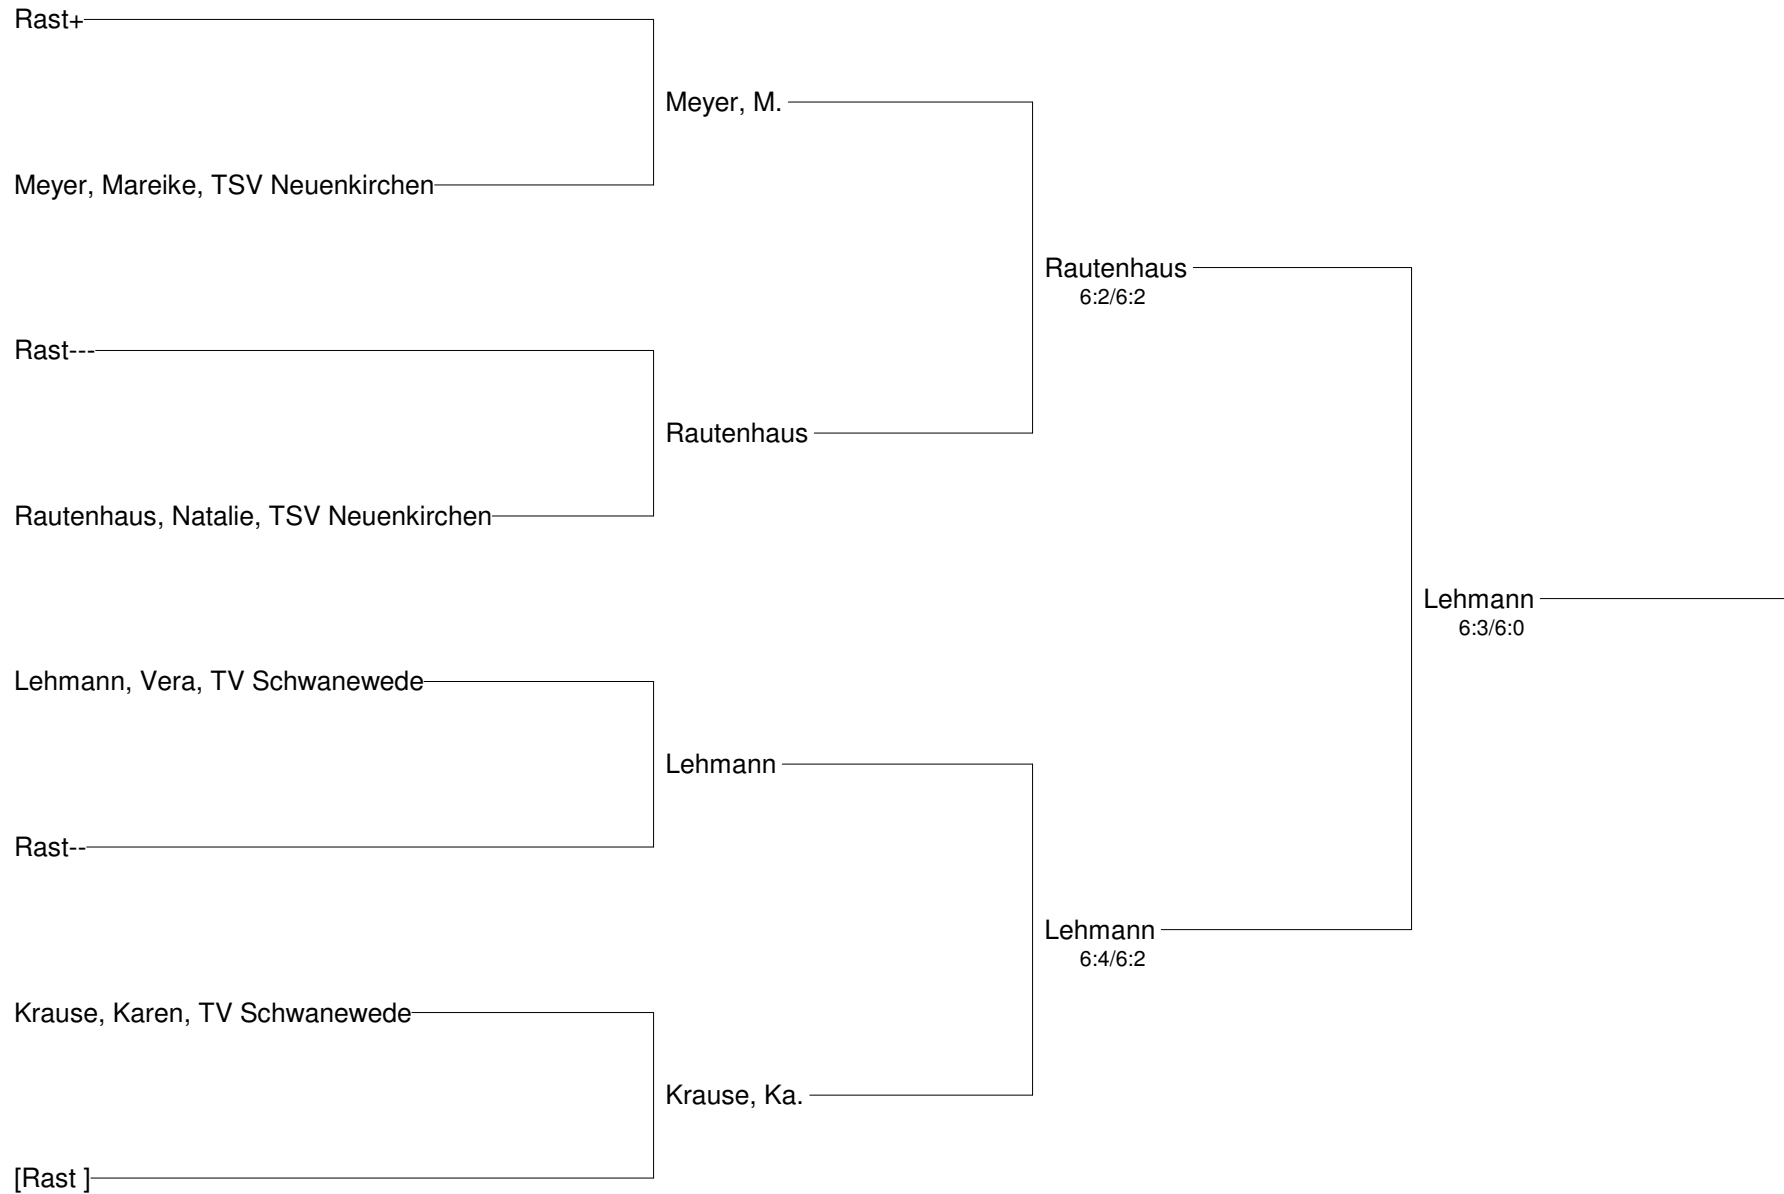 Rast+
Meyer, M.
Meyer, Mareike, TSV Neuenkirchen
Rautenhaus
6:2/6:2
Rast---
Rautenhaus
Rautenhaus, Natalie, TSV Neuenkirchen
Lehmann
6:3/6:0
Lehmann, Vera, TV Schwanewede
Lehmann
Rast--
Lehmann
6:4/6:2
Krause, Karen, TV Schwanewede
Krause, Ka.
[Rast ]